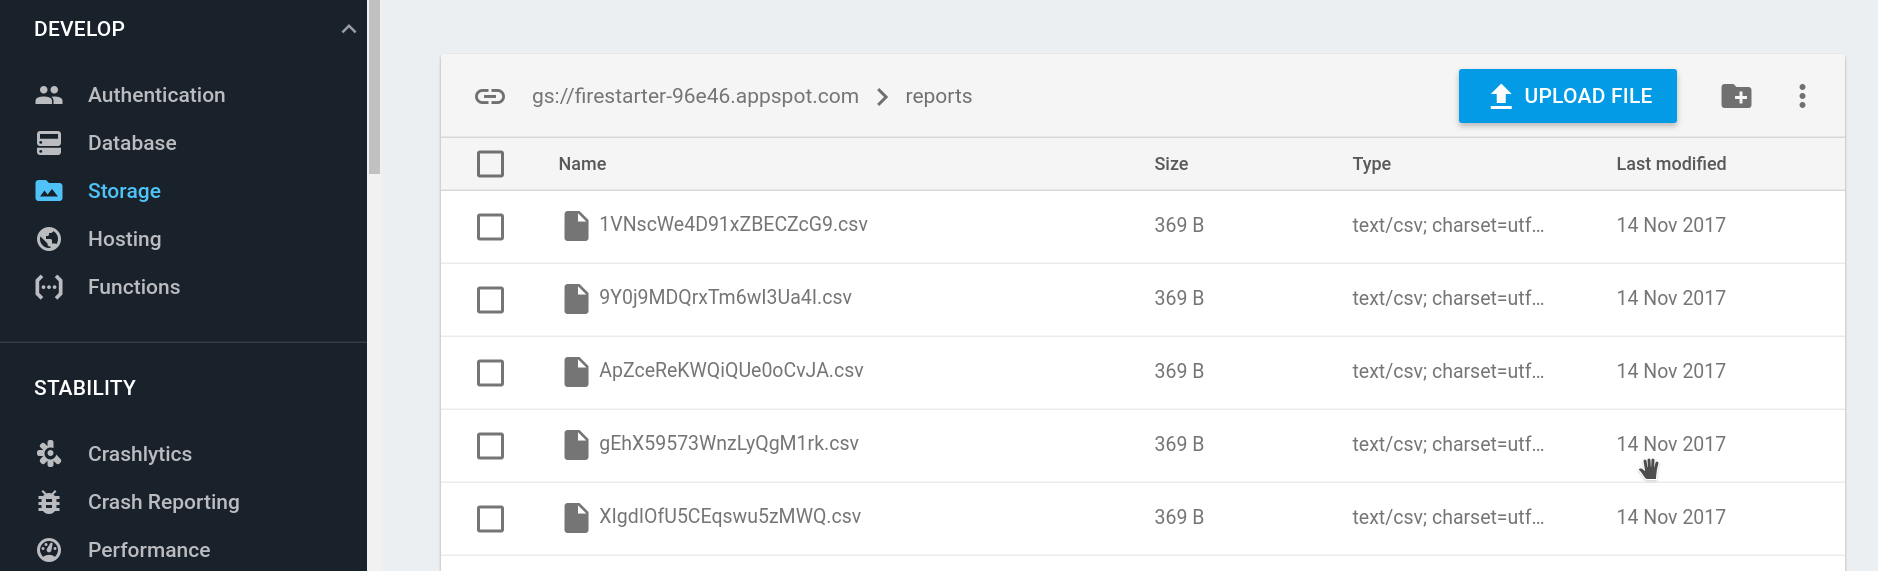 DEVELOP
Authentication
Database
Storage
Hosting
Functions
STABILITY
Crashlytics
Crash Reporting
Performance
gs://firestarter-96e46.appspot.com > reports
UPLOAD FILE
Name Size Type Last modified
1VNscWe4D91xZBECZcG9.csv 369 B text/csv; charset=utf... 14 Nov 2017
9Y0j9MDQrxTm6wI3Ua4I.csv 369 B text/csv; charset=utf... 14 Nov 2017
ApZceReKWQiQUe0oCvJA.csv 369 B text/csv; charset=utf... 14 Nov 2017
gEhX59573WnzLyQgM1rk.csv 369 B text/csv; charset=utf... 14 Nov 2017
XIgdIOfU5CEqswu5zMWQ.csv 369 B text/csv; charset=utf... 14 Nov 2017